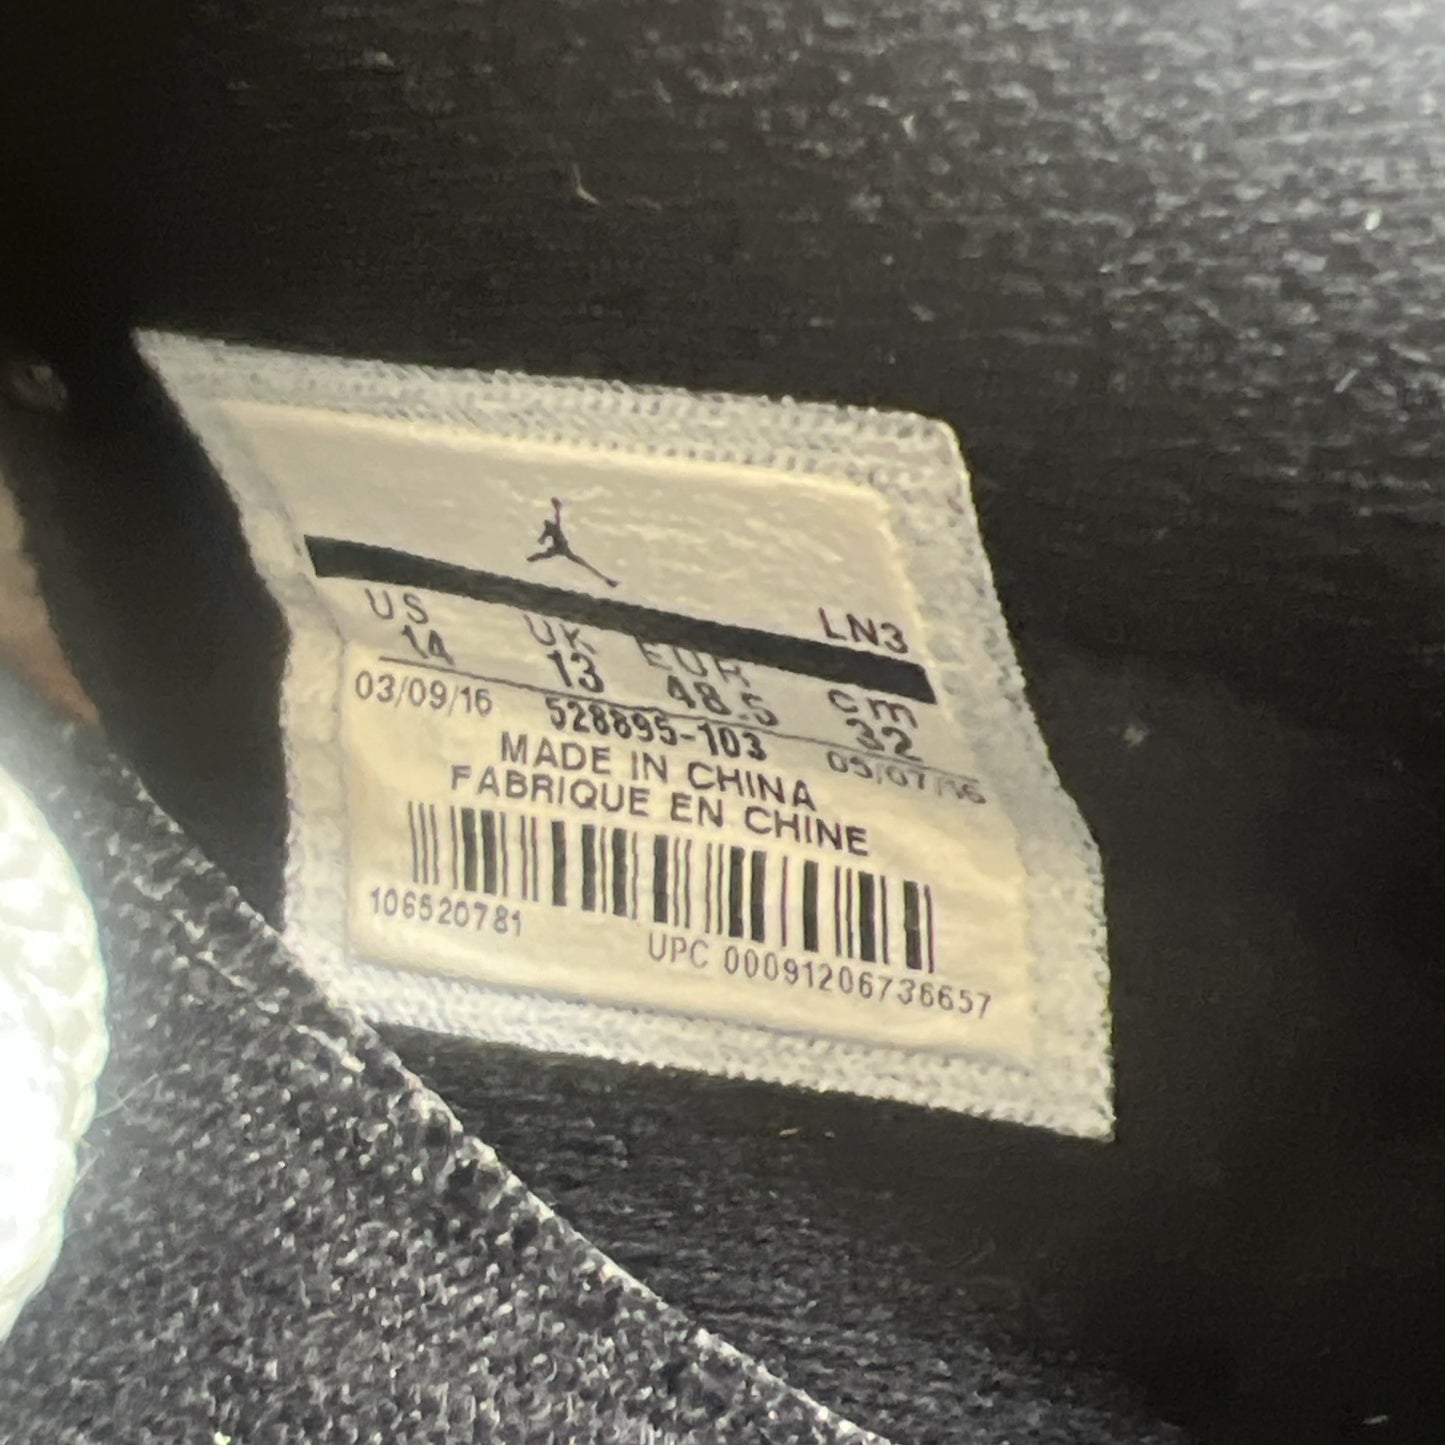 LN3
US UK EUR cm
14 13 48.5 32
03/09/16 528895-103 05/07/16
MADE IN CHINA
FABRIQUE EN CHINE
106520781
UPC 00091206736657